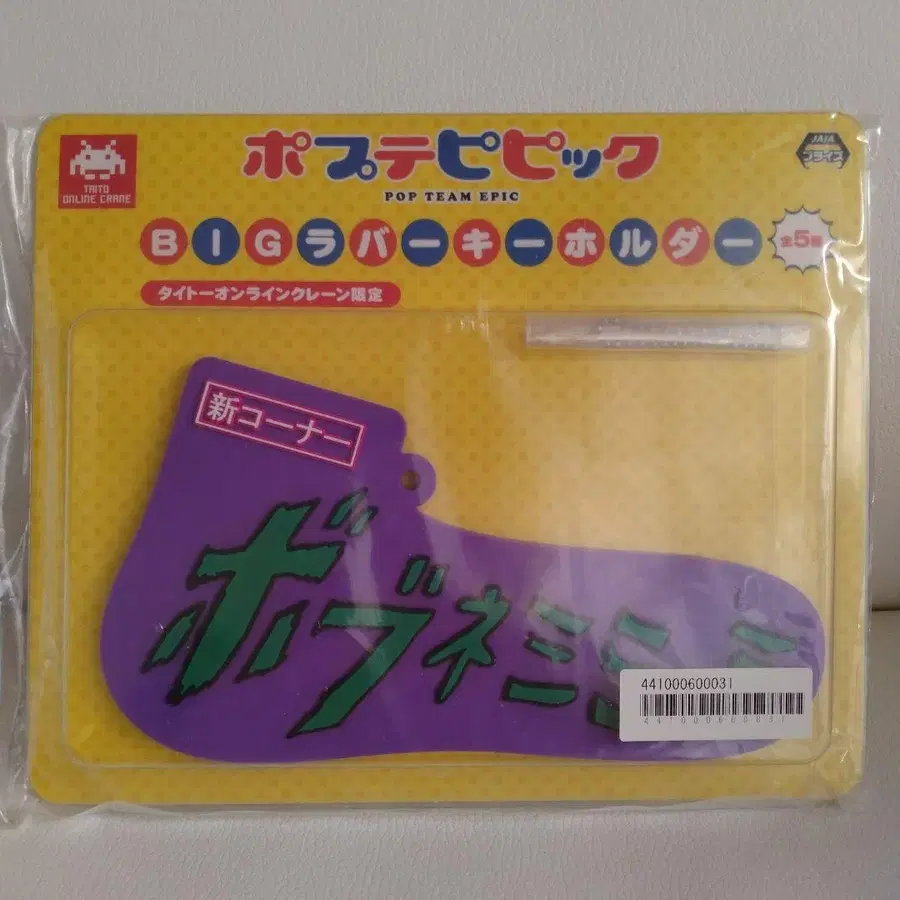 TAITO
ONLINE CRANE
ポプテピピック
POP TEAM EPIC
JAIA
プライズ
BIGラバーキーホルダー
全5種
タイトーオンラインクレーン限定
新コーナー
ボブネミミ
441000600031
441000600031